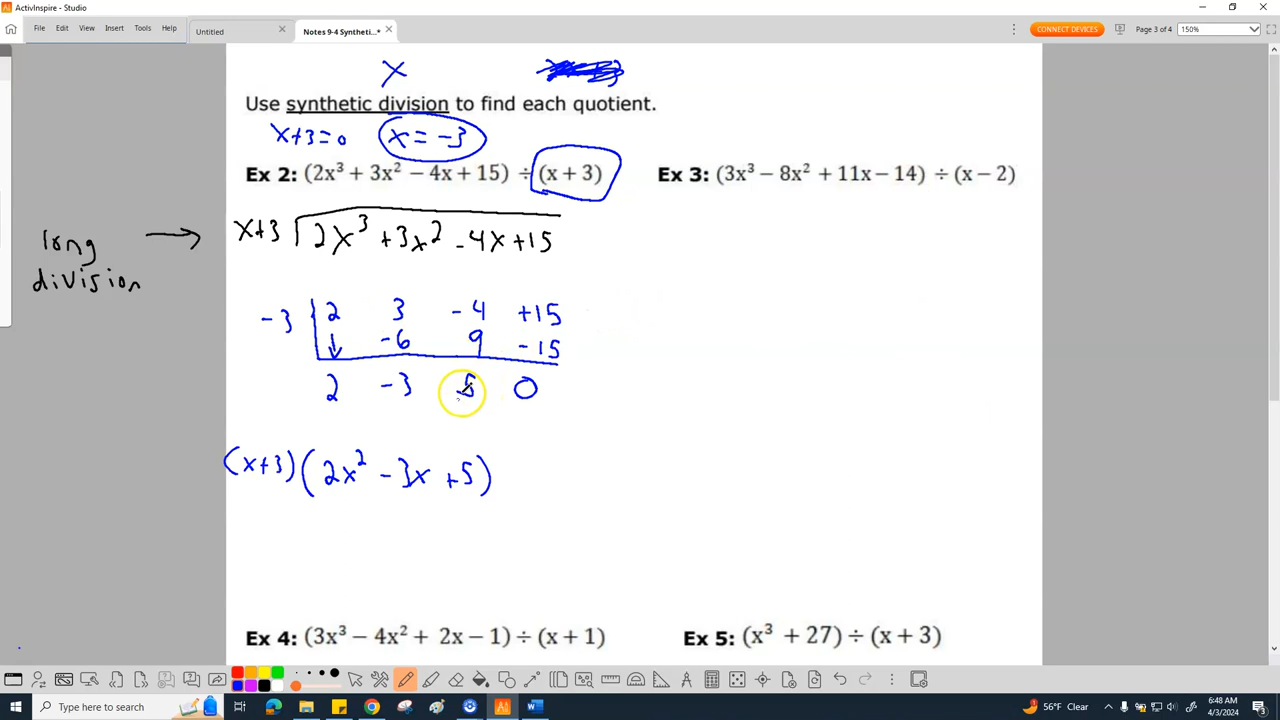 ActivInspire - Studio
File Edit View Insert Tools Help
Untitled
Notes 9-4 Syntheti...*
CONNECT DEVICES
Page 3 of 4
150%
x
Use synthetic division to find each quotient.
x+3=0 x = -3
Ex 2: (2x³ + 3x² − 4x + 15) ÷ (x + 3)
Ex 3: (3x³ − 8x² + 11x − 14) ÷ (x − 2)
long division →
x+3 2x³ +3x² -4x +15
-3 2 3 -4 +15
↓ -6 9 -15
2 -3 5 0
(x+3)(2x² -3x +5)
Ex 4: (3x³ − 4x² + 2x − 1) ÷ (x + 1)
Ex 5: (x³ + 27) ÷ (x + 3)
Type here to search
56°F Clear
6:48 AM
4/3/2024